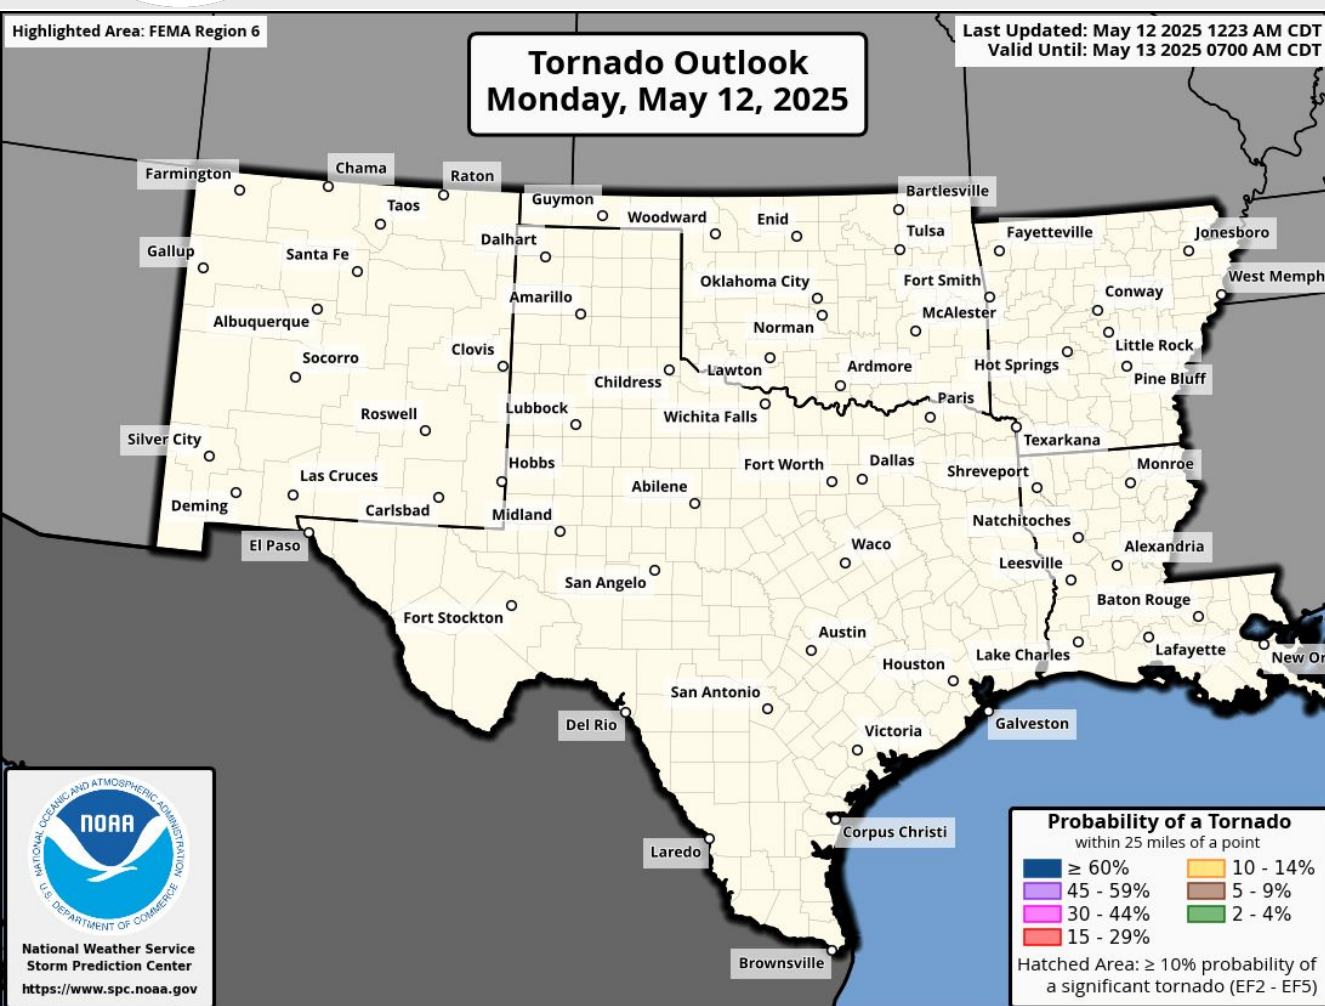 Highlighted Area: FEMA Region 6
Last Updated: May 12 2025 1223 AM CDT
Valid Until: May 13 2025 0700 AM CDT
Tornado Outlook
Monday, May 12, 2025
Farmington
Chama
Raton
Taos
Guymon
Woodward
Enid
Bartlesville
Tulsa
Fayetteville
Jonesboro
Gallup
Santa Fe
Dalhart
Oklahoma City
Fort Smith
West Memph
Amarillo
Conway
Albuquerque
Norman
McAlester
Little Rock
Socorro
Clovis
Childress
Lawton
Ardmore
Hot Springs
Pine Bluff
Roswell
Lubbock
Wichita Falls
Paris
Silver City
Texarkana
Las Cruces
Hobbs
Abilene
Fort Worth
Dallas
Shreveport
Monroe
Deming
Carlsbad
Midland
Natchitoches
El Paso
Waco
Alexandria
San Angelo
Leesville
Fort Stockton
Baton Rouge
Austin
Houston
Lake Charles
Lafayette
New Or
San Antonio
Del Rio
Victoria
Galveston
Laredo
Corpus Christi
Brownsville
NATIONAL OCEANIC AND ATMOSPHERIC ADMINISTRATION
NOAA
U.S. DEPARTMENT OF COMMERCE
National Weather Service
Storm Prediction Center
https://www.spc.noaa.gov
Probability of a Tornado
within 25 miles of a point
≥ 60%
45 - 59%
30 - 44%
15 - 29%
10 - 14%
5 - 9%
2 - 4%
Hatched Area: ≥ 10% probability of
a significant tornado (EF2 - EF5)